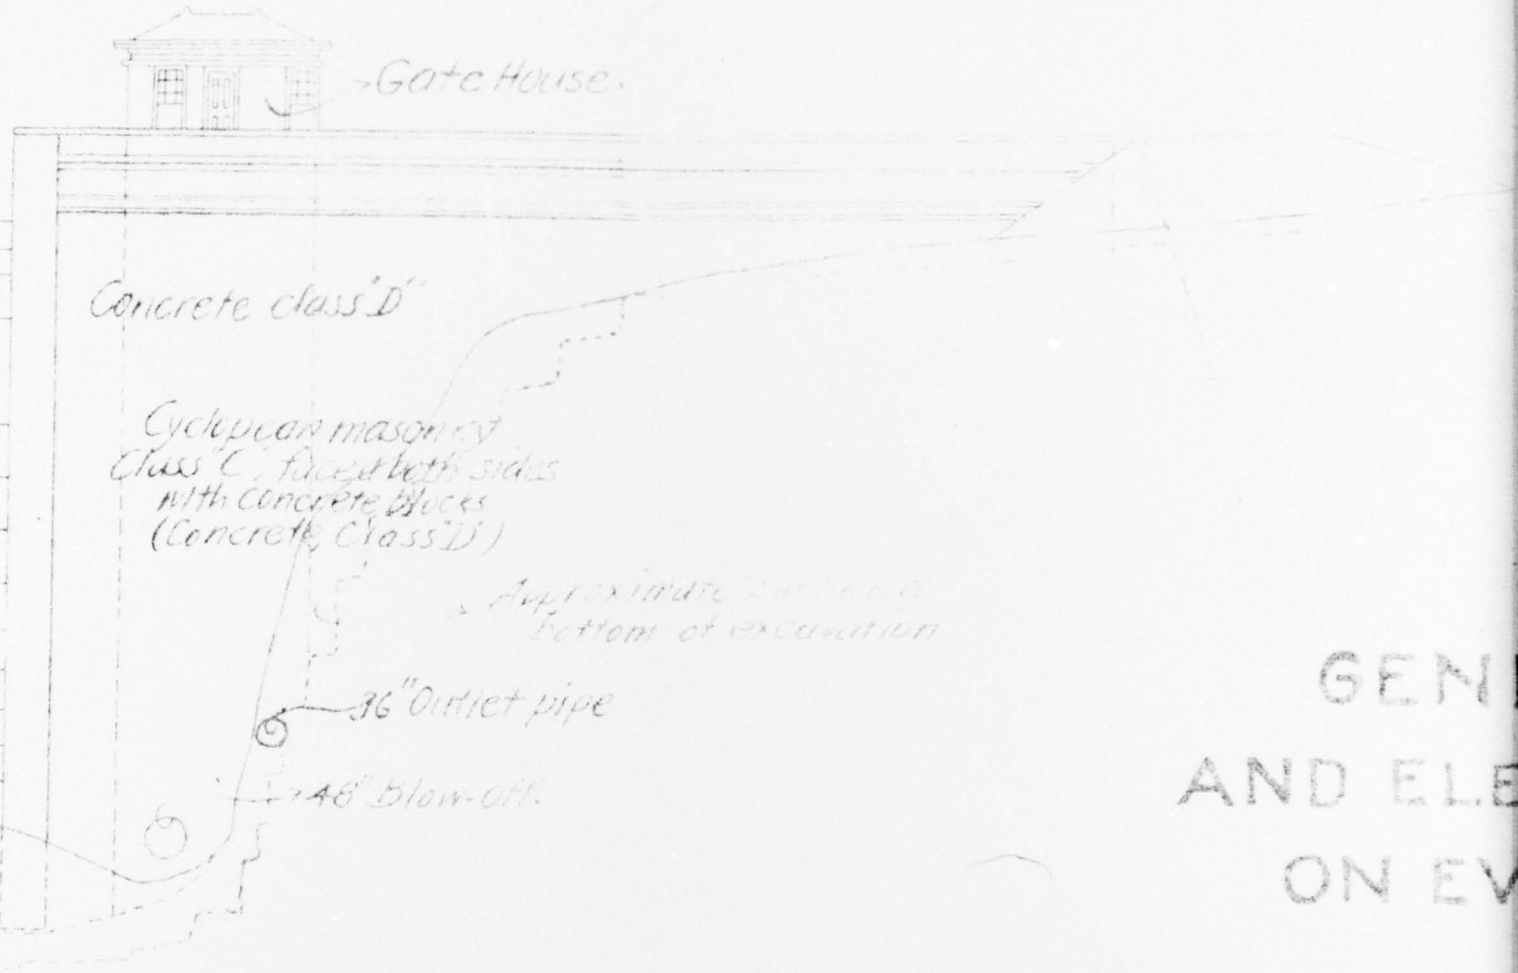 Gate House.
Concrete class "D"
Cyclopean masonry
Class "C", faced both sides
with concrete blocks
(Concrete, Class "D")
Approximate
bottom of excavation
36" Outlet pipe
48" Blow-off.
GEN
AND ELE
ON EV